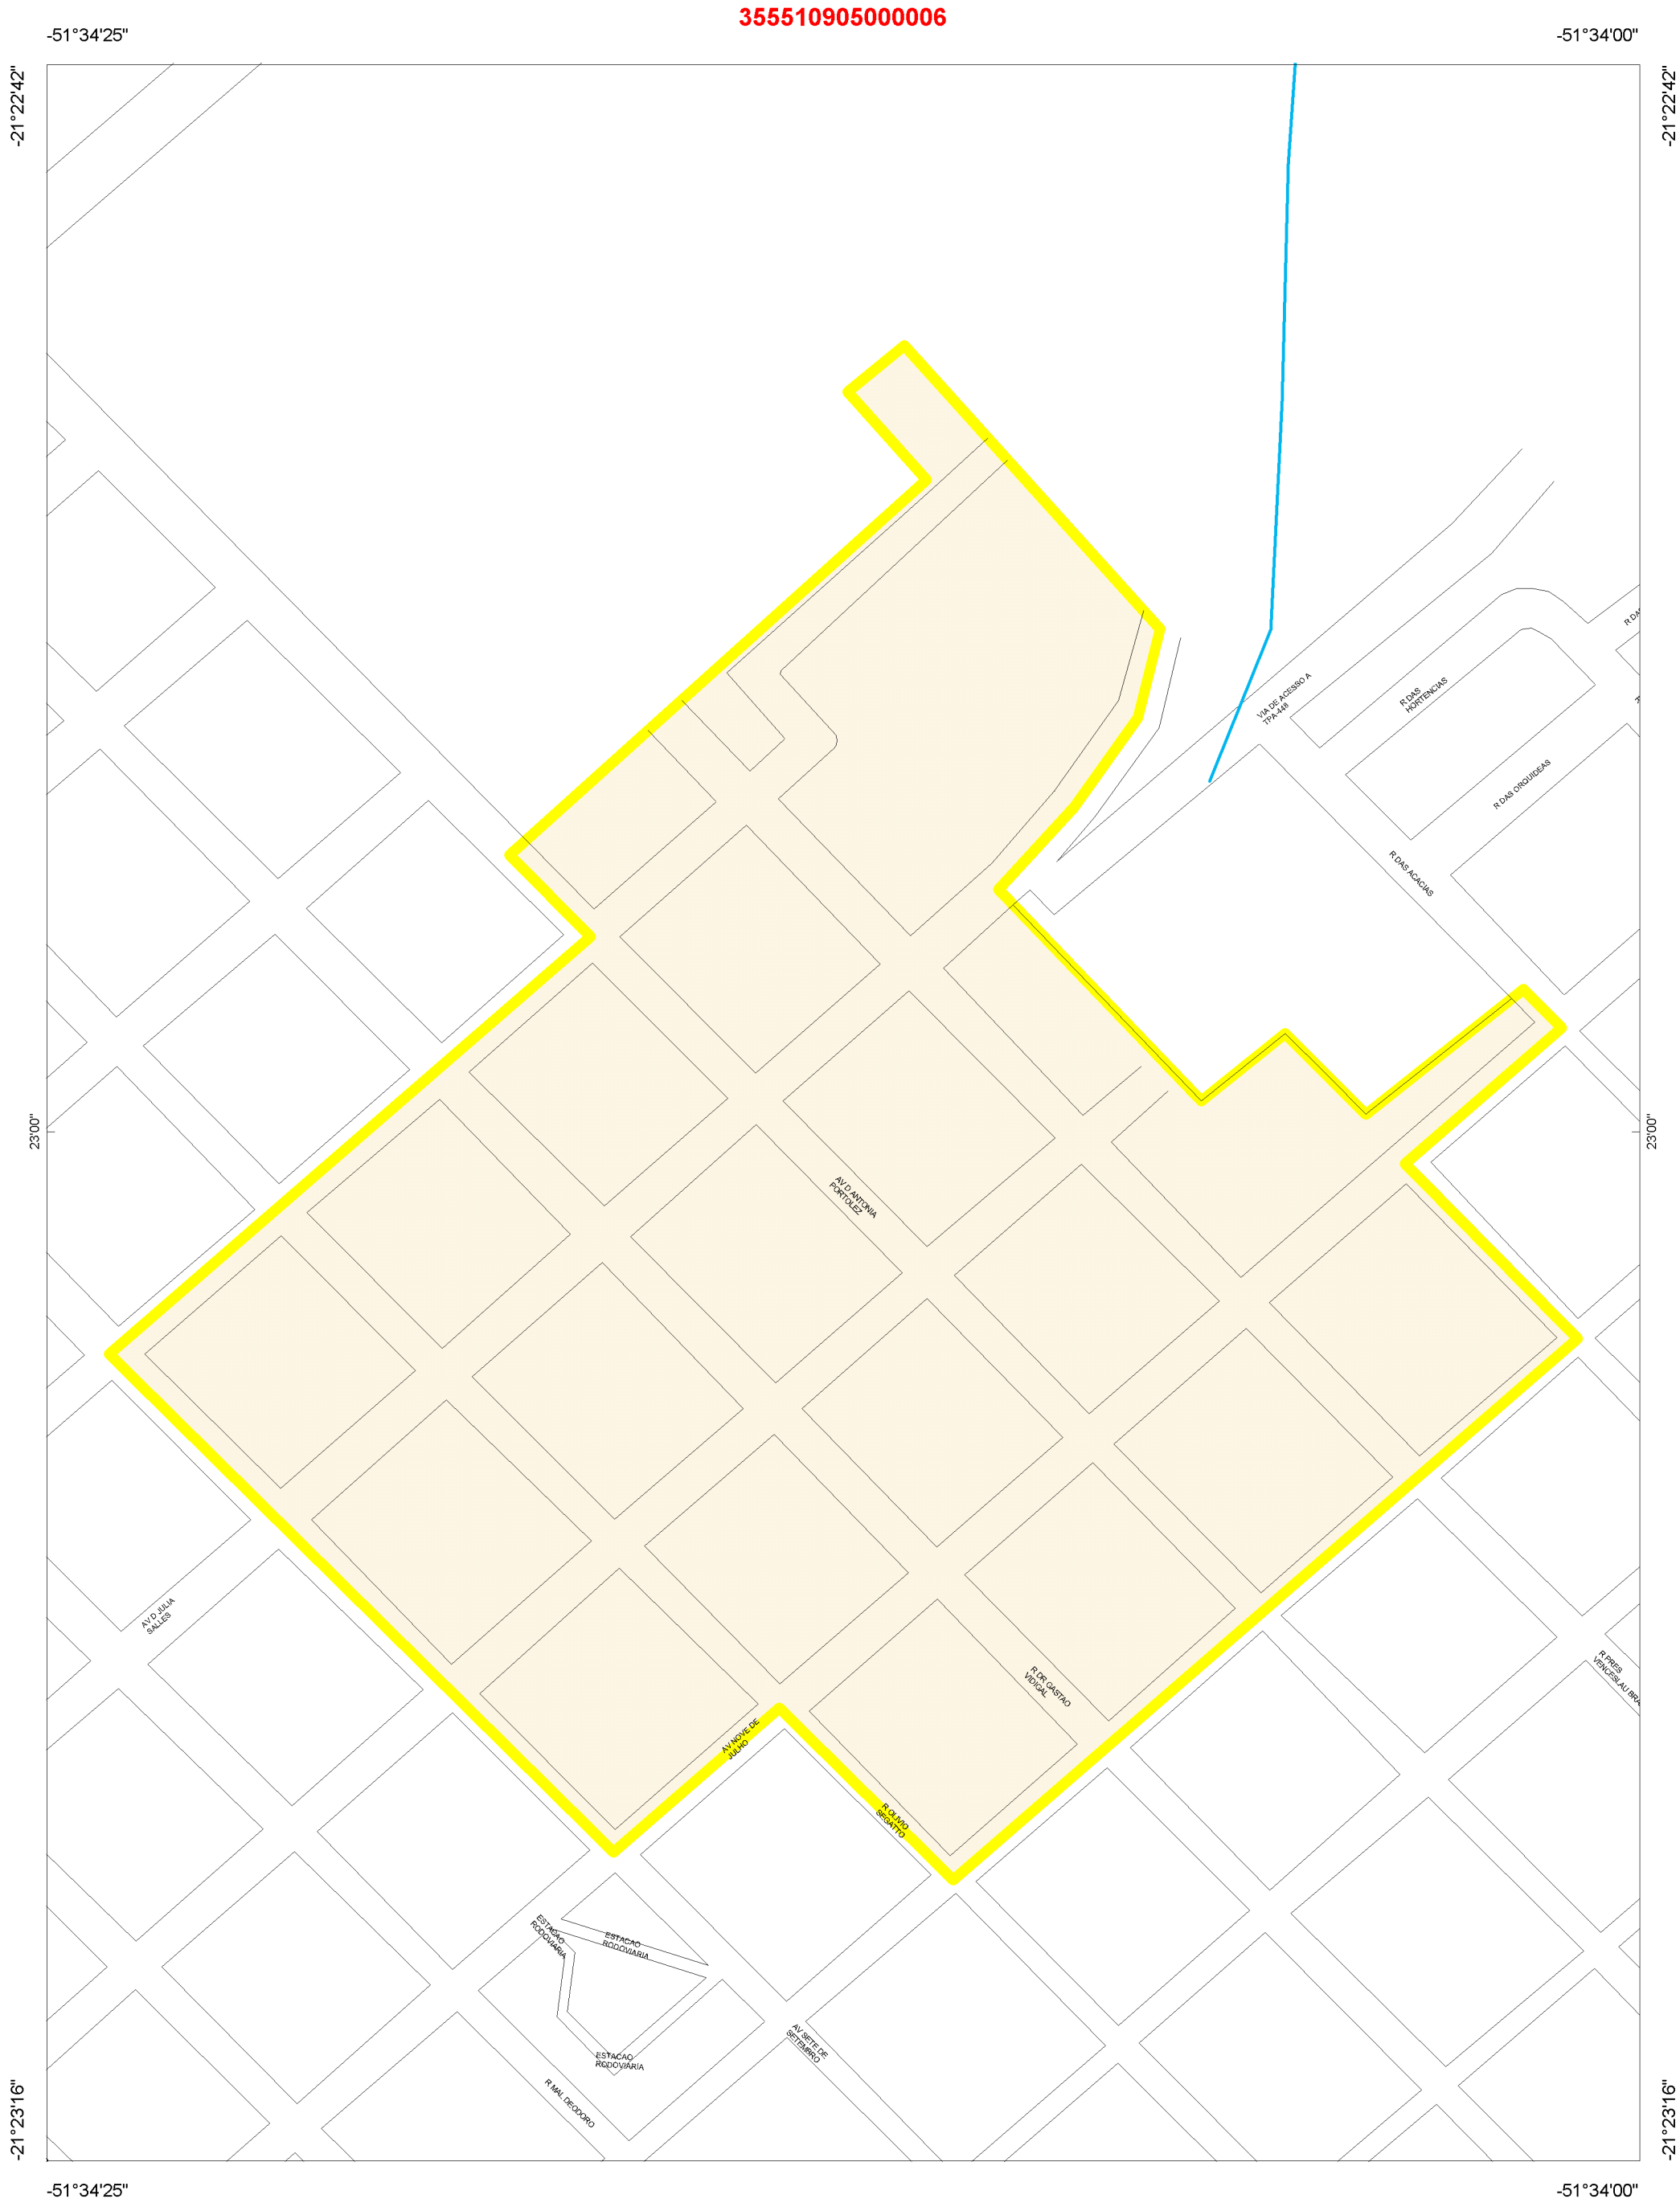 355510905000006
-51°34'25"
-51°34'00"
-21°22'42"
-21°22'42"
R DAS
HORTENCIAS
VIA DE ACESSO A
TPA-448
R DAS ORQUIDEAS
R DAS ACACIAS
23'00"
23'00"
AV D ANTONIA
PORTOLEZ
AV D JULIA
SALLES
R DR GASTAO
VIDIGAL
R PRES
VENCESLAU BRA
AV NOVE DE
JULHO
R OLIVIO
SEGATTO
ESTACAO
RODOVIARIA
ESTACAO
RODOVIARIA
AV SETE DE
SETEMBRO
ESTACAO
RODOVIARIA
R MAL DEODORO
-21°23'16"
-21°23'16"
-51°34'25"
-51°34'00"